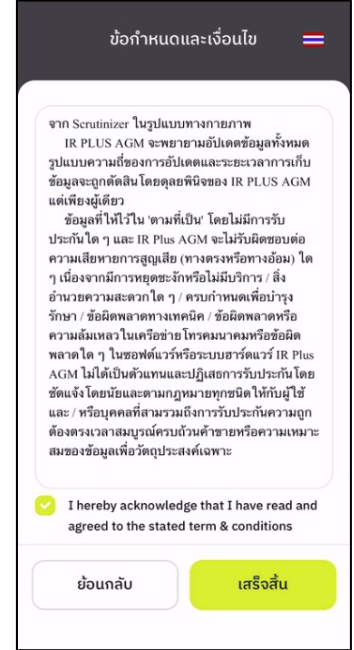 ข้อกำหนดและเงื่อนไข
จาก Scrutinizer ในรูปแบบทางกายภาพ
IR PLUS AGM จะพยายามอัปเดตข้อมูลทั้งหมด
รูปแบบความถี่ของการอัปเดตและระยะเวลาการเก็บ
ข้อมูลจะถูกตัดสินโดยดุลยพินิจของ IR PLUS AGM
แต่เพียงผู้เดียว
ข้อมูลที่ให้ไว้ใน 'ตามที่เป็น' โดยไม่มีการรับ
ประกันใด ๆ และ IR Plus AGM จะไม่รับผิดชอบต่อ
ความเสียหายการสูญเสีย (ทางตรงหรือทางอ้อม) ใด
ๆ เนื่องจากมีการหยุดชะงักหรือไม่มีบริการ / สิ่ง
อำนวยความสะดวกใด ๆ / ครบกำหนดเพื่อบำรุง
รักษา / ข้อผิดพลาดทางเทคนิค / ข้อผิดพลาดหรือ
ความล้มเหลวในเครือข่ายโทรคมนาคมหรือข้อผิด
พลาดใด ๆ ในซอฟต์แวร์หรือระบบฮาร์ดแวร์ IR Plus
AGM ไม่ได้เป็นตัวแทนและปฏิเสธการรับประกันโดย
ชัดแจ้งโดยนัยและตามกฎหมายทุกชนิดให้กับผู้ใช้
และ / หรือบุคคลที่สามรวมถึงการรับประกันความถูก
ต้องตรงเวลาสมบูรณ์ครบถ้วนค้าขายหรือความเหมาะ
สมของข้อมูลเพื่อวัตถุประสงค์เฉพาะ
I hereby acknowledge that I have read and
agreed to the stated term & conditions
ย้อนกลับ
เสร็จสิ้น